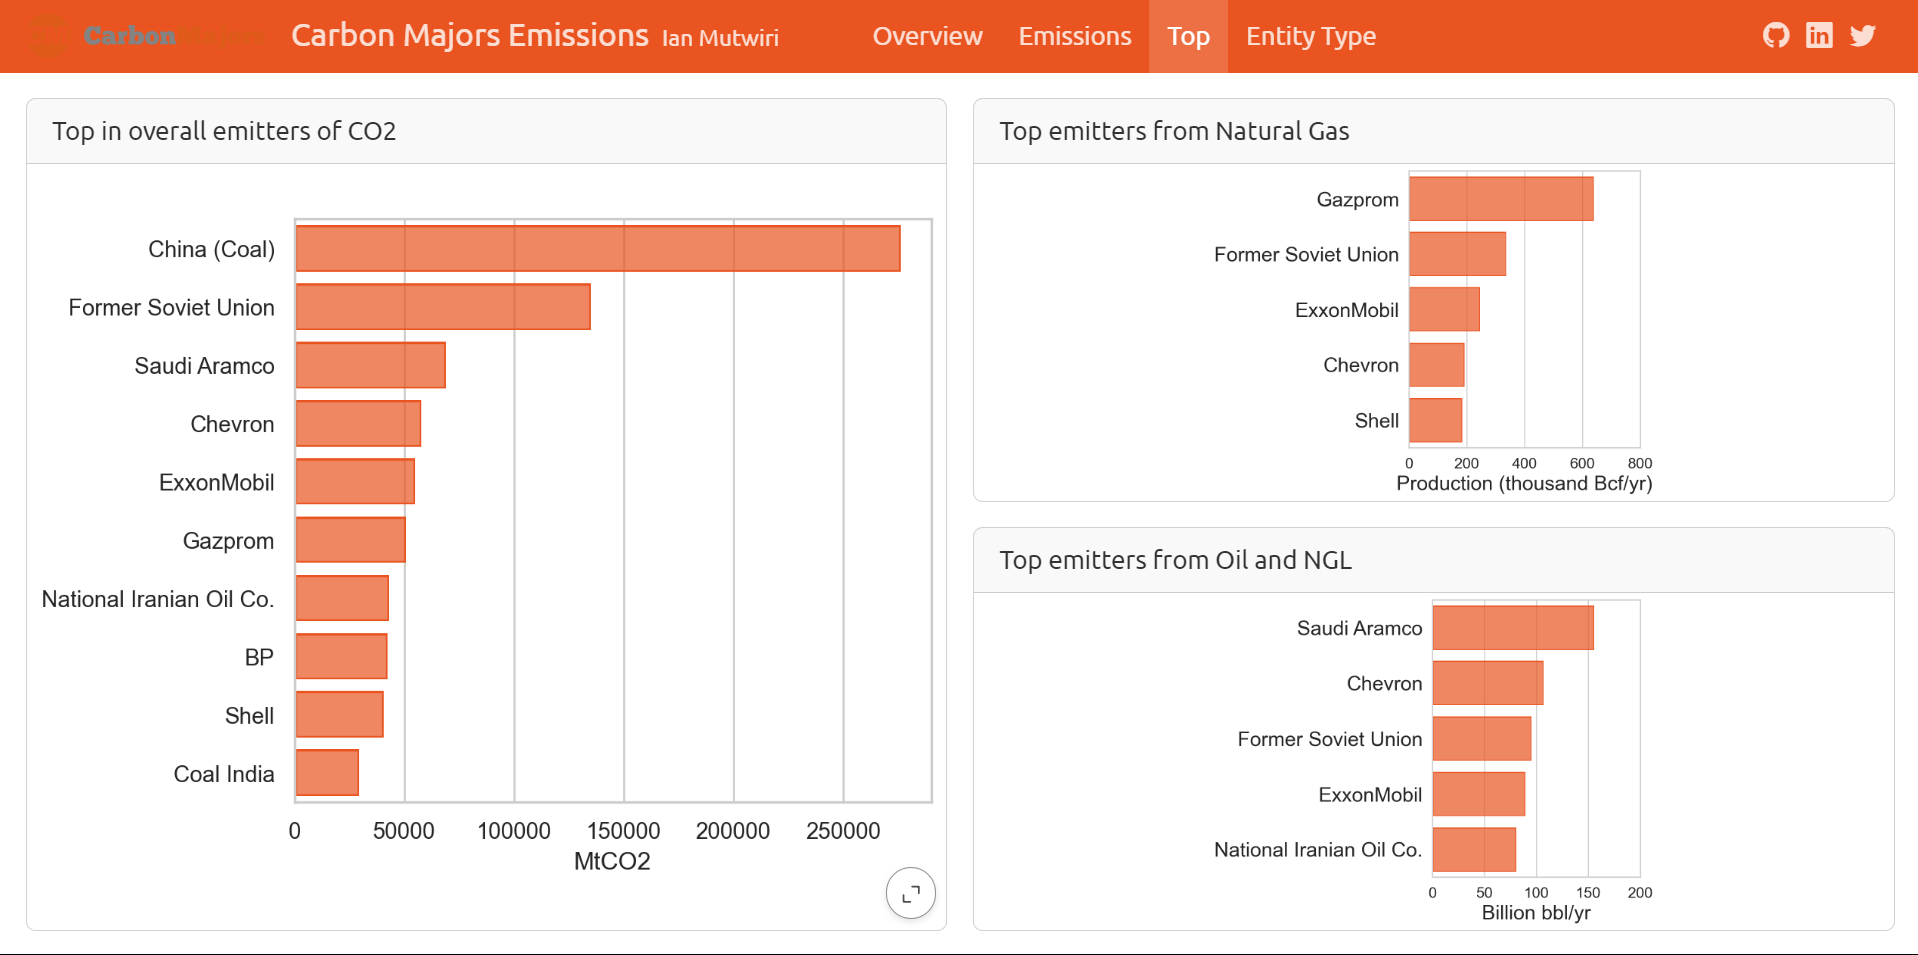 Carbon Majors Emissions Ian Mutwiri Overview Emissions Top Entity Type
Carbon
Top in overall emitters of CO2
China (Coal)
Former Soviet Union
Saudi Aramco
Chevron
ExxonMobil
Gazprom
National Iranian Oil Co.
BP
Shell
Coal India
0 50000 100000 150000 200000 250000
MtCO2
Top emitters from Natural Gas
Gazprom
Former Soviet Union
ExxonMobil
Chevron
Shell
0 200 400 600 800
Production (thousand Bcf/yr)
Top emitters from Oil and NGL
Saudi Aramco
Chevron
Former Soviet Union
ExxonMobil
National Iranian Oil Co.
0 50 100 150 200
Billion bbl/yr